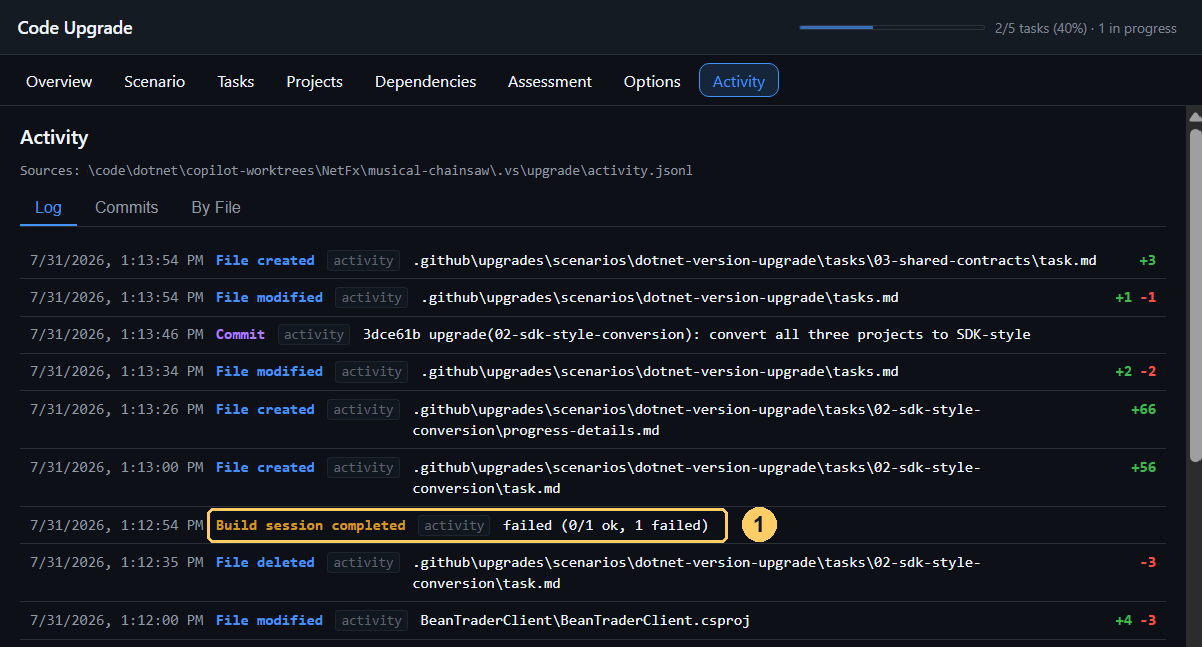 Code Upgrade
2/5 tasks (40%) · 1 in progress
Overview Scenario Tasks Projects Dependencies Assessment Options Activity
Activity
Sources: \code\dotnet\copilot-worktrees\NetFx\musical-chainsaw\.vs\upgrade\activity.jsonl
Log Commits By File
7/31/2026, 1:13:54 PM File created activity .github\upgrades\scenarios\dotnet-version-upgrade\tasks\03-shared-contracts\task.md +3
7/31/2026, 1:13:54 PM File modified activity .github\upgrades\scenarios\dotnet-version-upgrade\tasks.md +1 -1
7/31/2026, 1:13:46 PM Commit activity 3dce61b upgrade(02-sdk-style-conversion): convert all three projects to SDK-style
7/31/2026, 1:13:34 PM File modified activity .github\upgrades\scenarios\dotnet-version-upgrade\tasks.md +2 -2
7/31/2026, 1:13:26 PM File created activity .github\upgrades\scenarios\dotnet-version-upgrade\tasks\02-sdk-style- +66
conversion\progress-details.md
7/31/2026, 1:13:00 PM File created activity .github\upgrades\scenarios\dotnet-version-upgrade\tasks\02-sdk-style- +56
conversion\task.md
7/31/2026, 1:12:54 PM Build session completed activity failed (0/1 ok, 1 failed) 1
7/31/2026, 1:12:35 PM File deleted activity .github\upgrades\scenarios\dotnet-version-upgrade\tasks\02-sdk-style- -3
conversion\task.md
7/31/2026, 1:12:00 PM File modified activity BeanTraderClient\BeanTraderClient.csproj +4 -3